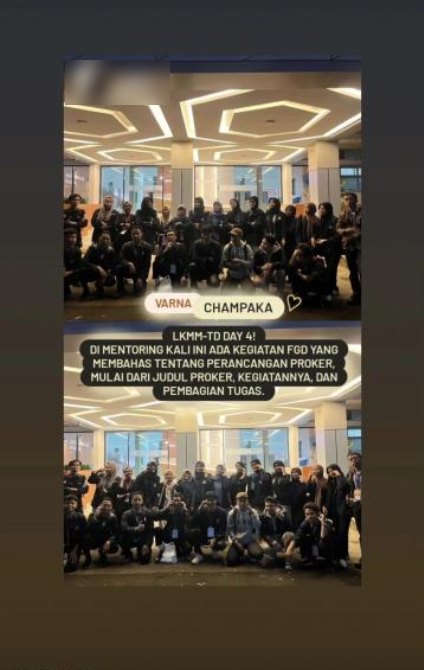 VARNA
CHAMPAKA
LKMM-TD DAY 4!
DI MENTORING KALI INI ADA KEGIATAN FGD YANG
MEMBAHAS TENTANG PERANCANGAN PROKER,
MULAI DARI JUDUL PROKER, KEGIATANNYA, DAN
PEMBAGIAN TUGAS.